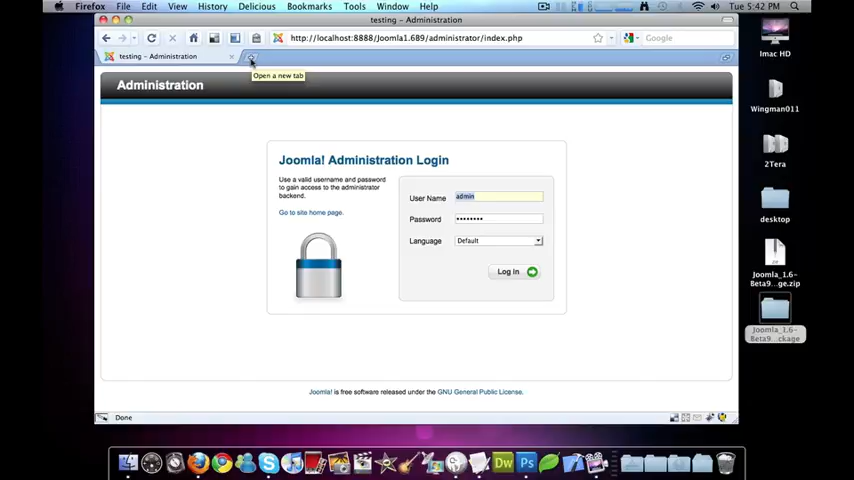 Firefox File Edit View History Delicious Bookmarks Tools Window Help Tue 5:42 PM
testing – Administration
http://localhost:8888/Joomla1.689/administrator/index.php
Google
testing – Administration
Open a new tab
Administration
Joomla! Administration Login
Use a valid username and password
to gain access to the administrator
backend.
Go to site home page.
User Name admin
Password
Language Default
Log in
Joomla! is free software released under the GNU General Public License.
Done
Imac HD
Wingman011
2Tera
desktop
Joomla_1.6-
Beta9...ge.zip
Joomla_1.6-
Beta9...ckage
Dw
Ps